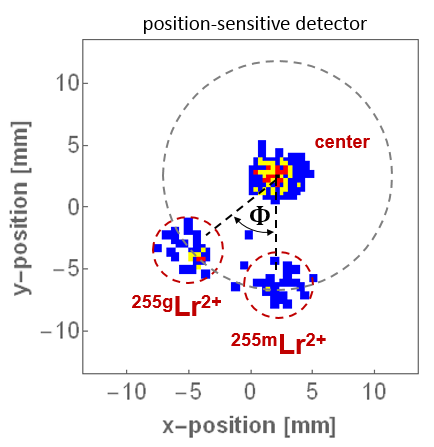 position-sensitive detector
y-position [mm]
10
5
0
−5
−10
center
Φ
²⁵⁵ᵍLr²⁺
²⁵⁵ᵐLr²⁺
−10 −5 0 5 10
x-position [mm]